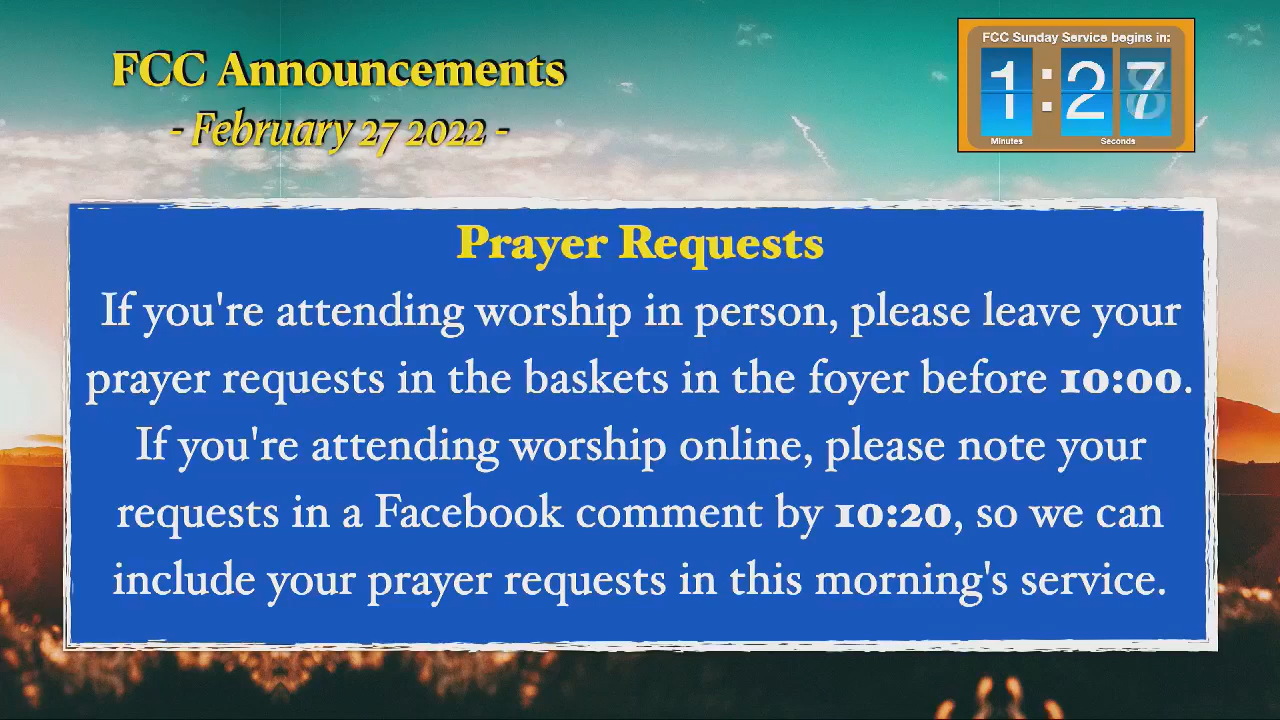 FCC Announcements
- February 27 2022 -
FCC Sunday Service begins in:
1:27
Minutes Seconds
Prayer Requests
If you're attending worship in person, please leave your
prayer requests in the baskets in the foyer before 10:00.
If you're attending worship online, please note your
requests in a Facebook comment by 10:20, so we can
include your prayer requests in this morning's service.